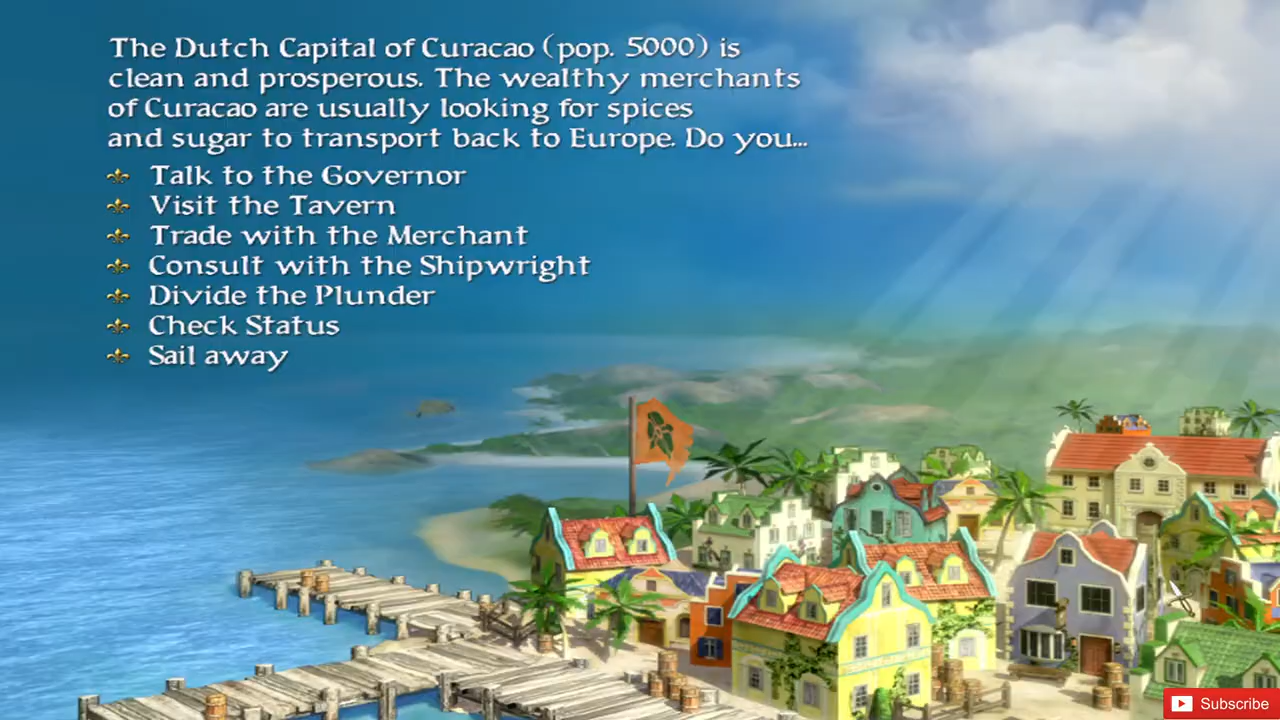 The Dutch Capital of Curacao (pop. 5000) is
clean and prosperous. The wealthy merchants
of Curacao are usually looking for spices
and sugar to transport back to Europe. Do you...
Talk to the Governor
Visit the Tavern
Trade with the Merchant
Consult with the Shipwright
Divide the Plunder
Check Status
Sail away
Subscribe